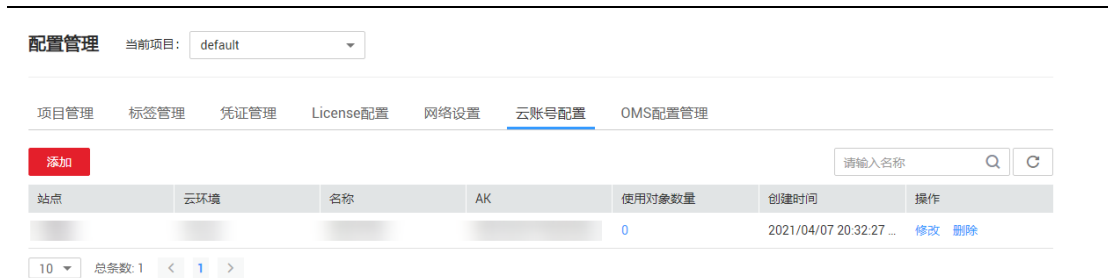 配置管理 当前项目: default
项目管理 标签管理 凭证管理 License配置 网络设置 云账号配置 OMS配置管理
添加 请输入名称
站点 云环境 名称 AK 使用对象数量 创建时间 操作
0 2021/04/07 20:32:27 ... 修改 删除
10 总条数: 1 < 1 >